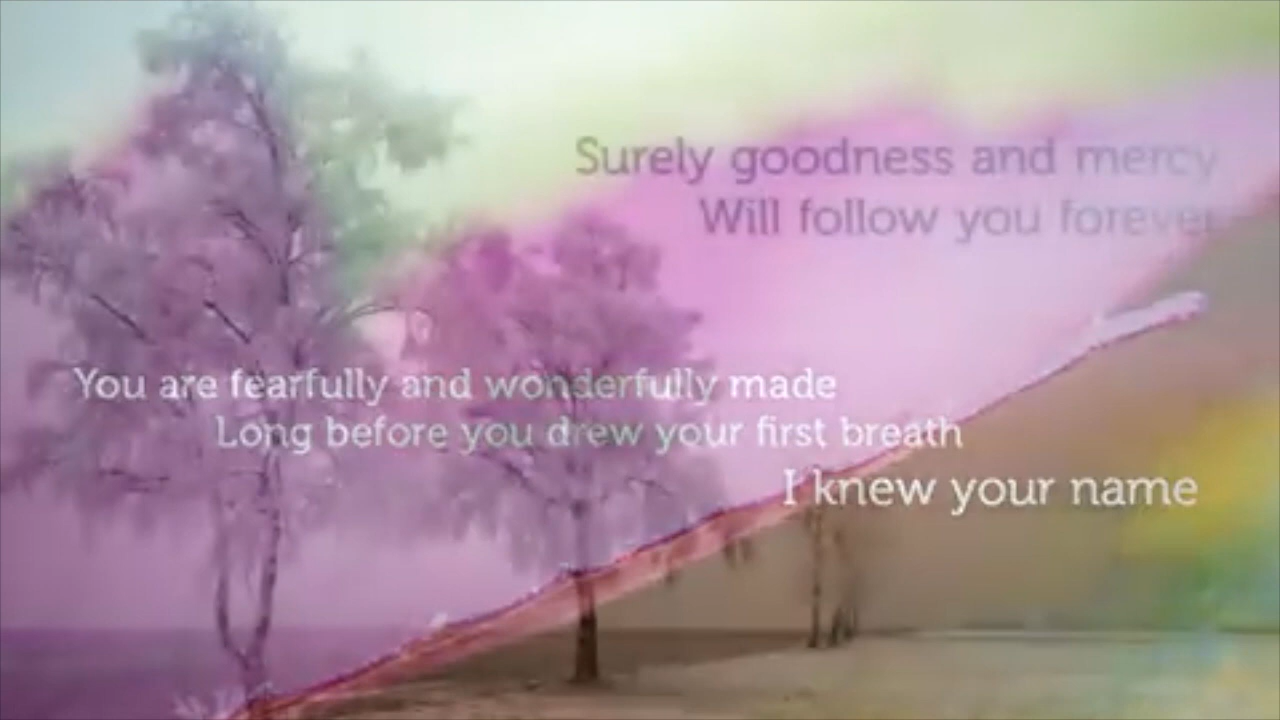 Surely goodness and mercy
Will follow you forever
You are fearfully and wonderfully made
Long before you drew your first breath
I knew your name